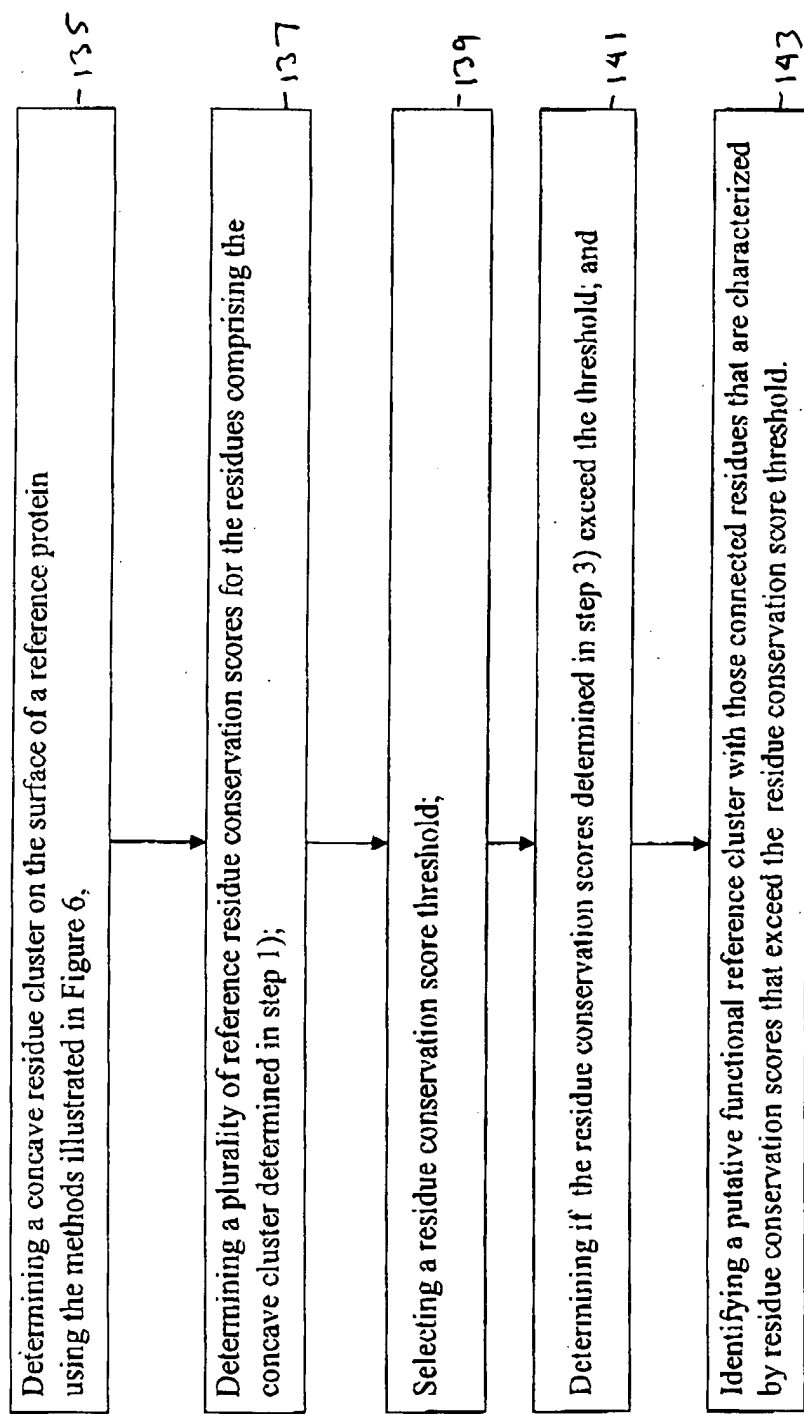 Determining a concave residue cluster on the surface of a reference protein
using the methods illustrated in Figure 6,
-135
Determining a plurality of reference residue conservation scores for the residues comprising the
concave cluster determined in step 1);
-137
Selecting a residue conservation score threshold;
-139
Determining if the residue conservation scores determined in step 3) exceed the threshold; and
-141
Identifying a putative functional reference cluster with those connected residues that are characterized
by residue conservation scores that exceed the residue conservation score threshold.
-143